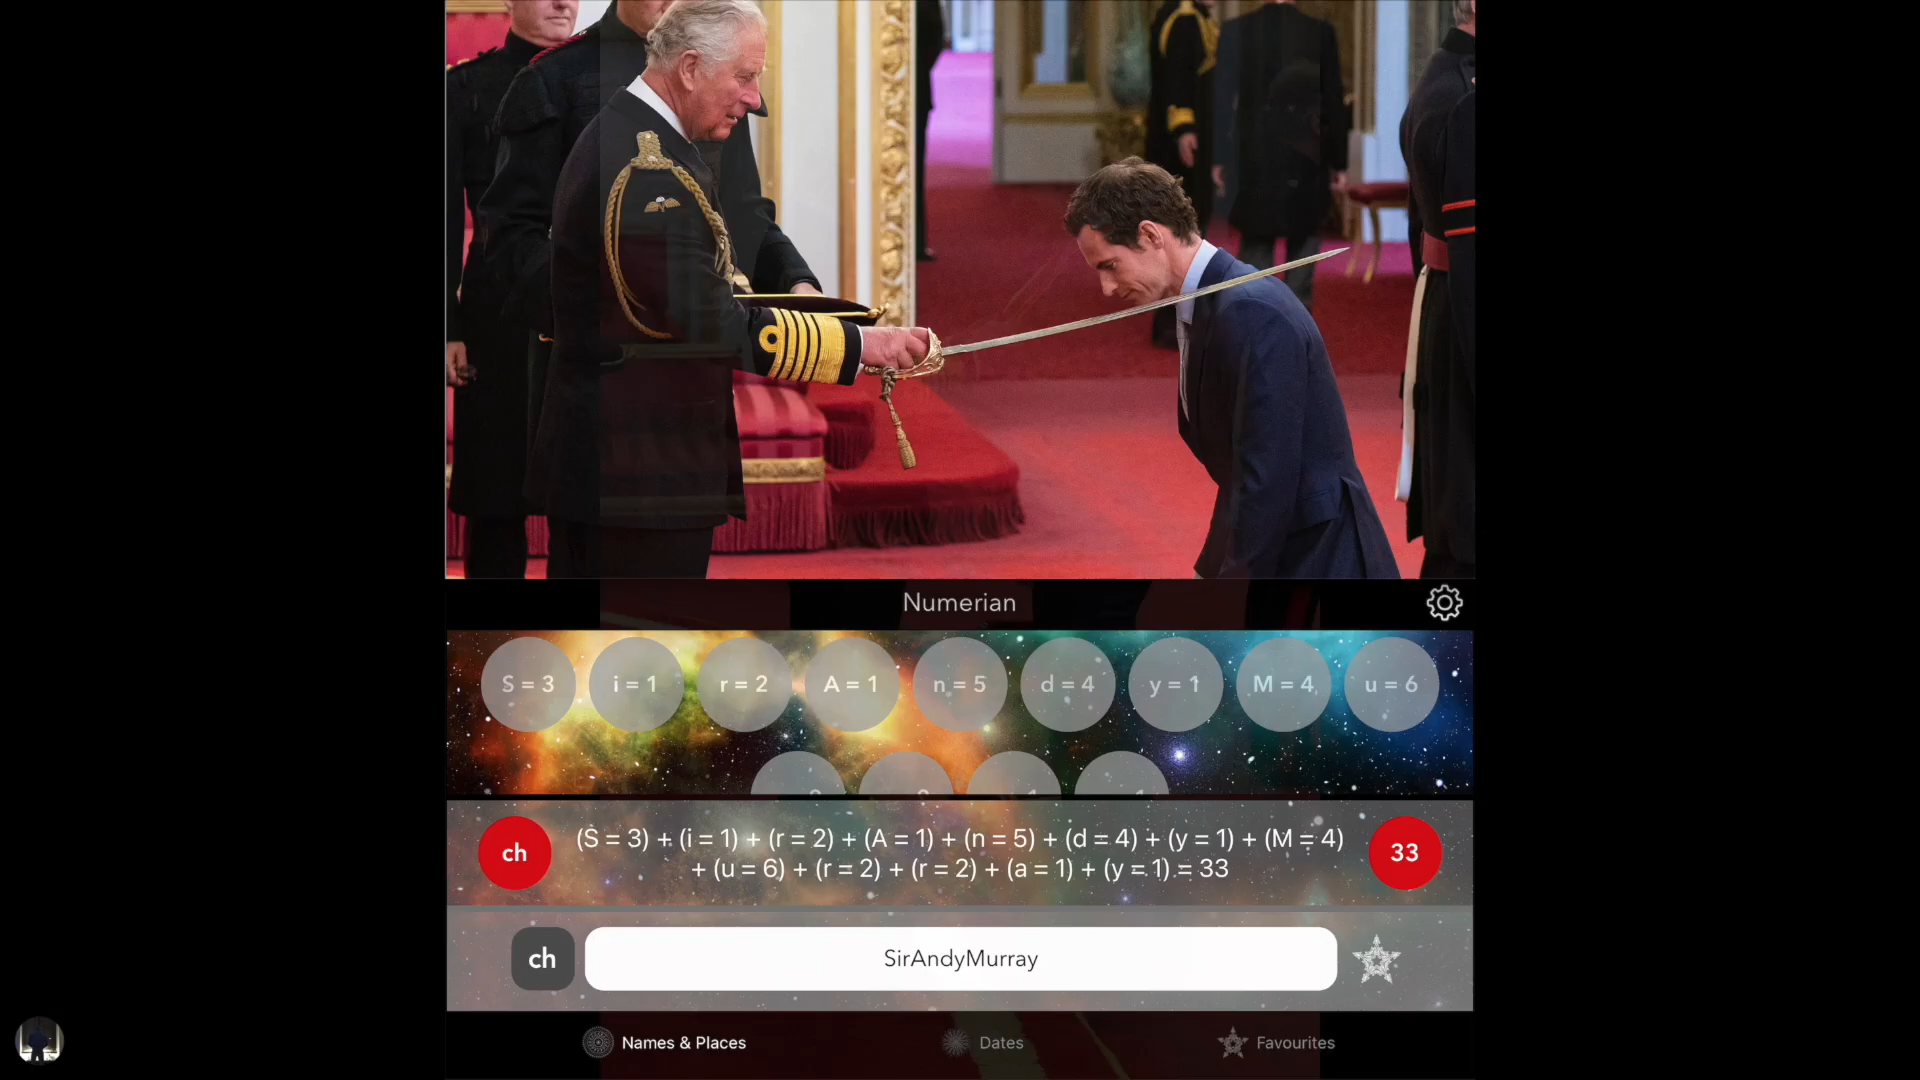 Numerian
S = 3 i = 1 r = 2 A = 1 n = 5 d = 4 y = 1 M = 4 u = 6
ch
(S = 3) + (i = 1) + (r = 2) + (A = 1) + (n = 5) + (d = 4) + (y = 1) + (M = 4)
+ (u = 6) + (r = 2) + (r = 2) + (a = 1) + (y = 1) = 33
33
ch
SirAndyMurray
Names & Places
Dates
Favourites